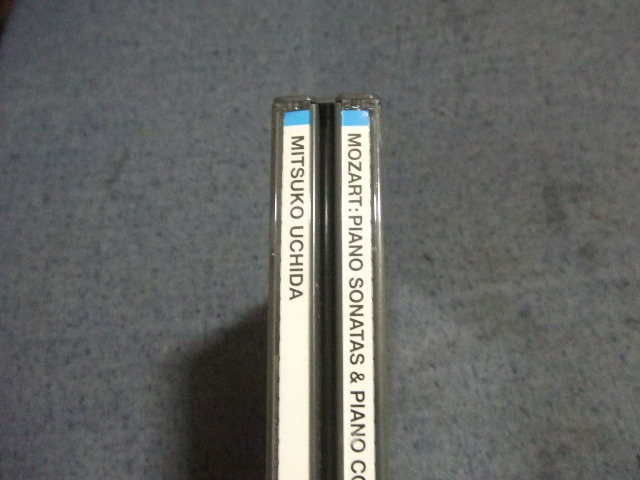 MITSUKO UCHIDA
MOZART: PIANO SONATAS & PIANO CO